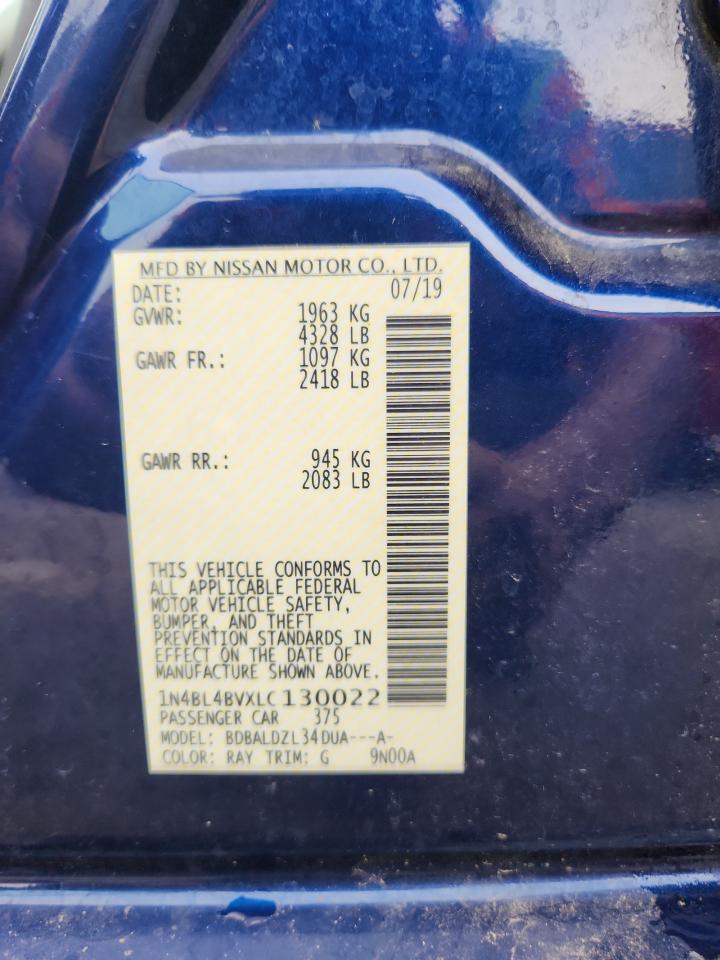 MFD BY NISSAN MOTOR CO., LTD.
DATE: 07/19
GVWR: 1963 KG
4328 LB
GAWR FR.: 1097 KG
2418 LB
GAWR RR.: 945 KG
2083 LB
THIS VEHICLE CONFORMS TO
ALL APPLICABLE FEDERAL
MOTOR VEHICLE SAFETY,
BUMPER, AND THEFT
PREVENTION STANDARDS IN
EFFECT ON THE DATE OF
MANUFACTURE SHOWN ABOVE.
1N4BL4BVXLC130022
PASSENGER CAR 375
MODEL: BDBALDZL34DUA---A-
COLOR: RAY TRIM: G 9N00A